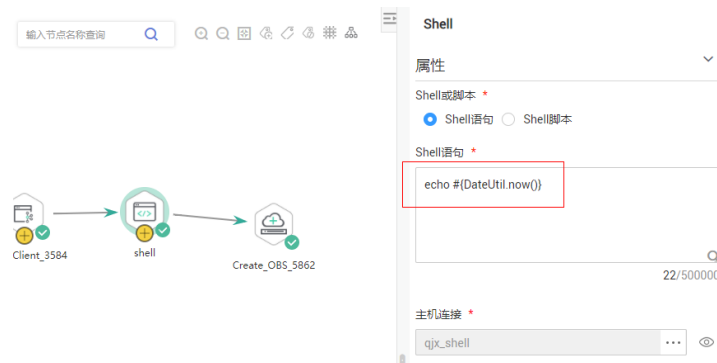 输入节点名称查询
Client_3584
shell
Create_OBS_5862
Shell
属性
Shell或脚本 *
Shell语句 Shell脚本
Shell语句 *
echo #{DateUtil.now()}
22/500000
主机连接 *
qjx_shell